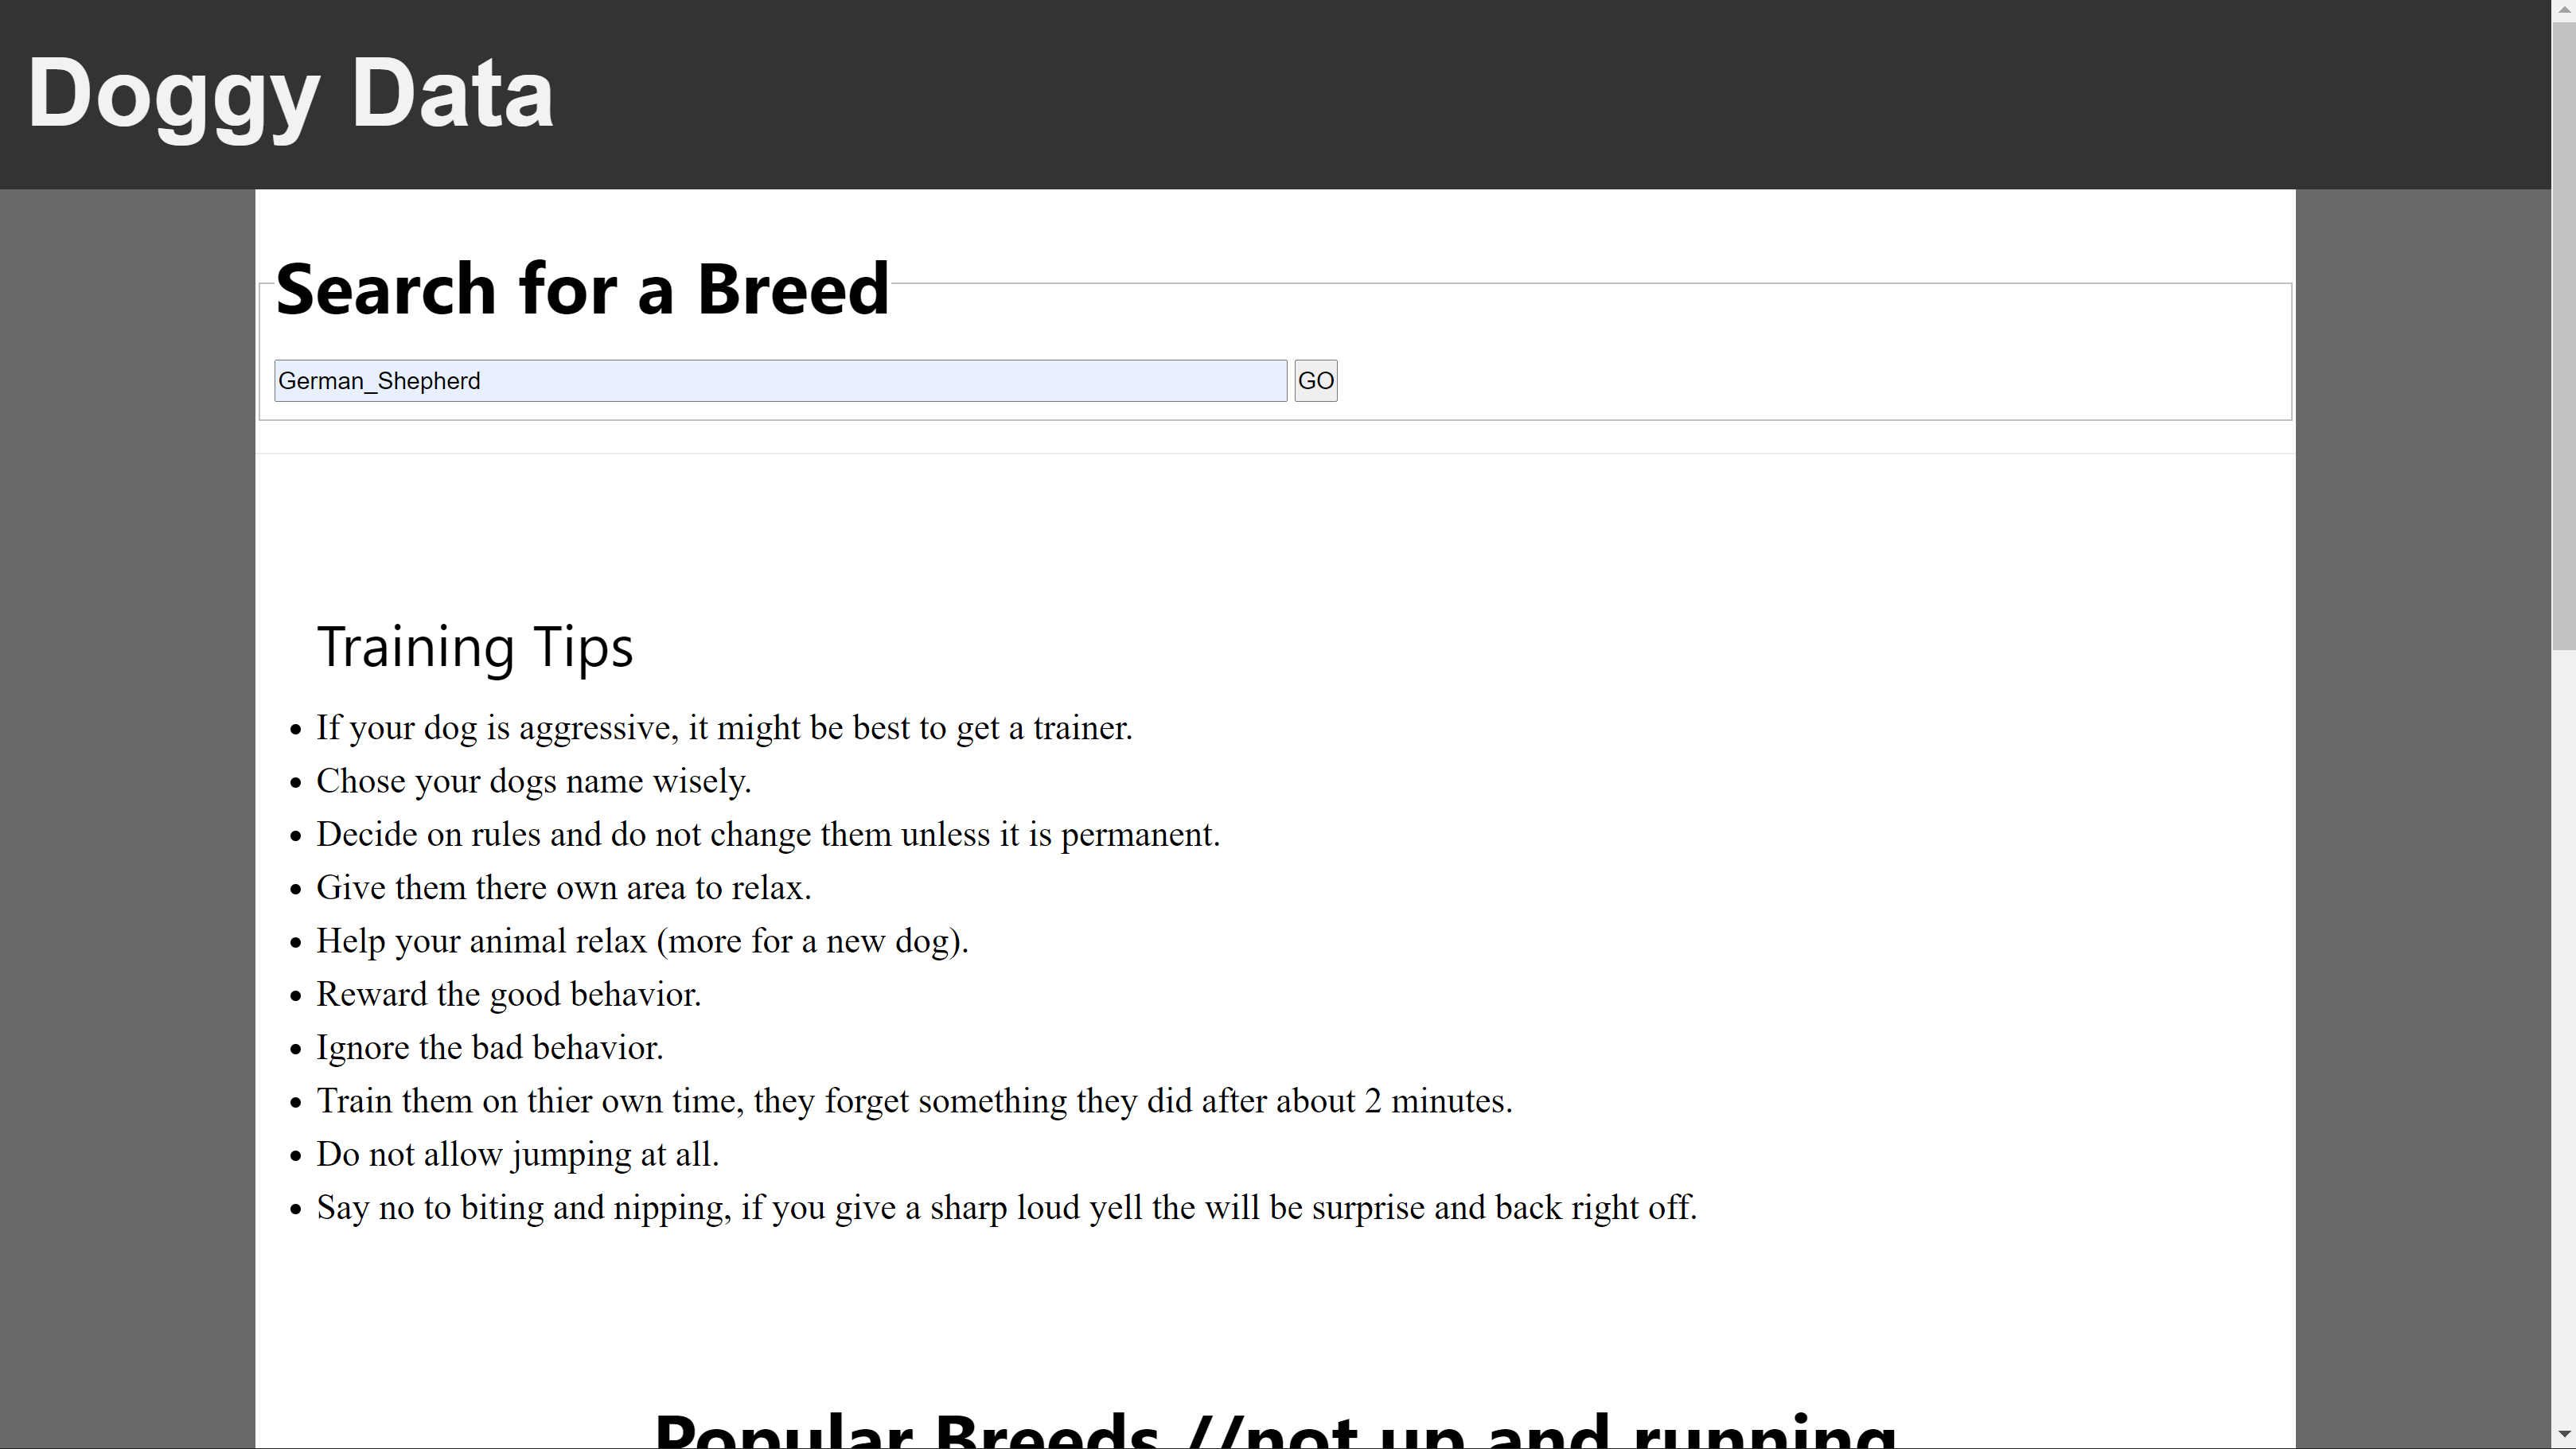 Doggy Data
Search for a Breed
German_Shepherd GO
Training Tips
• If your dog is aggressive, it might be best to get a trainer.
• Chose your dogs name wisely.
• Decide on rules and do not change them unless it is permanent.
• Give them there own area to relax.
• Help your animal relax (more for a new dog).
• Reward the good behavior.
• Ignore the bad behavior.
• Train them on thier own time, they forget something they did after about 2 minutes.
• Do not allow jumping at all.
• Say no to biting and nipping, if you give a sharp loud yell the will be surprise and back right off.
Popular Breeds //not up and running